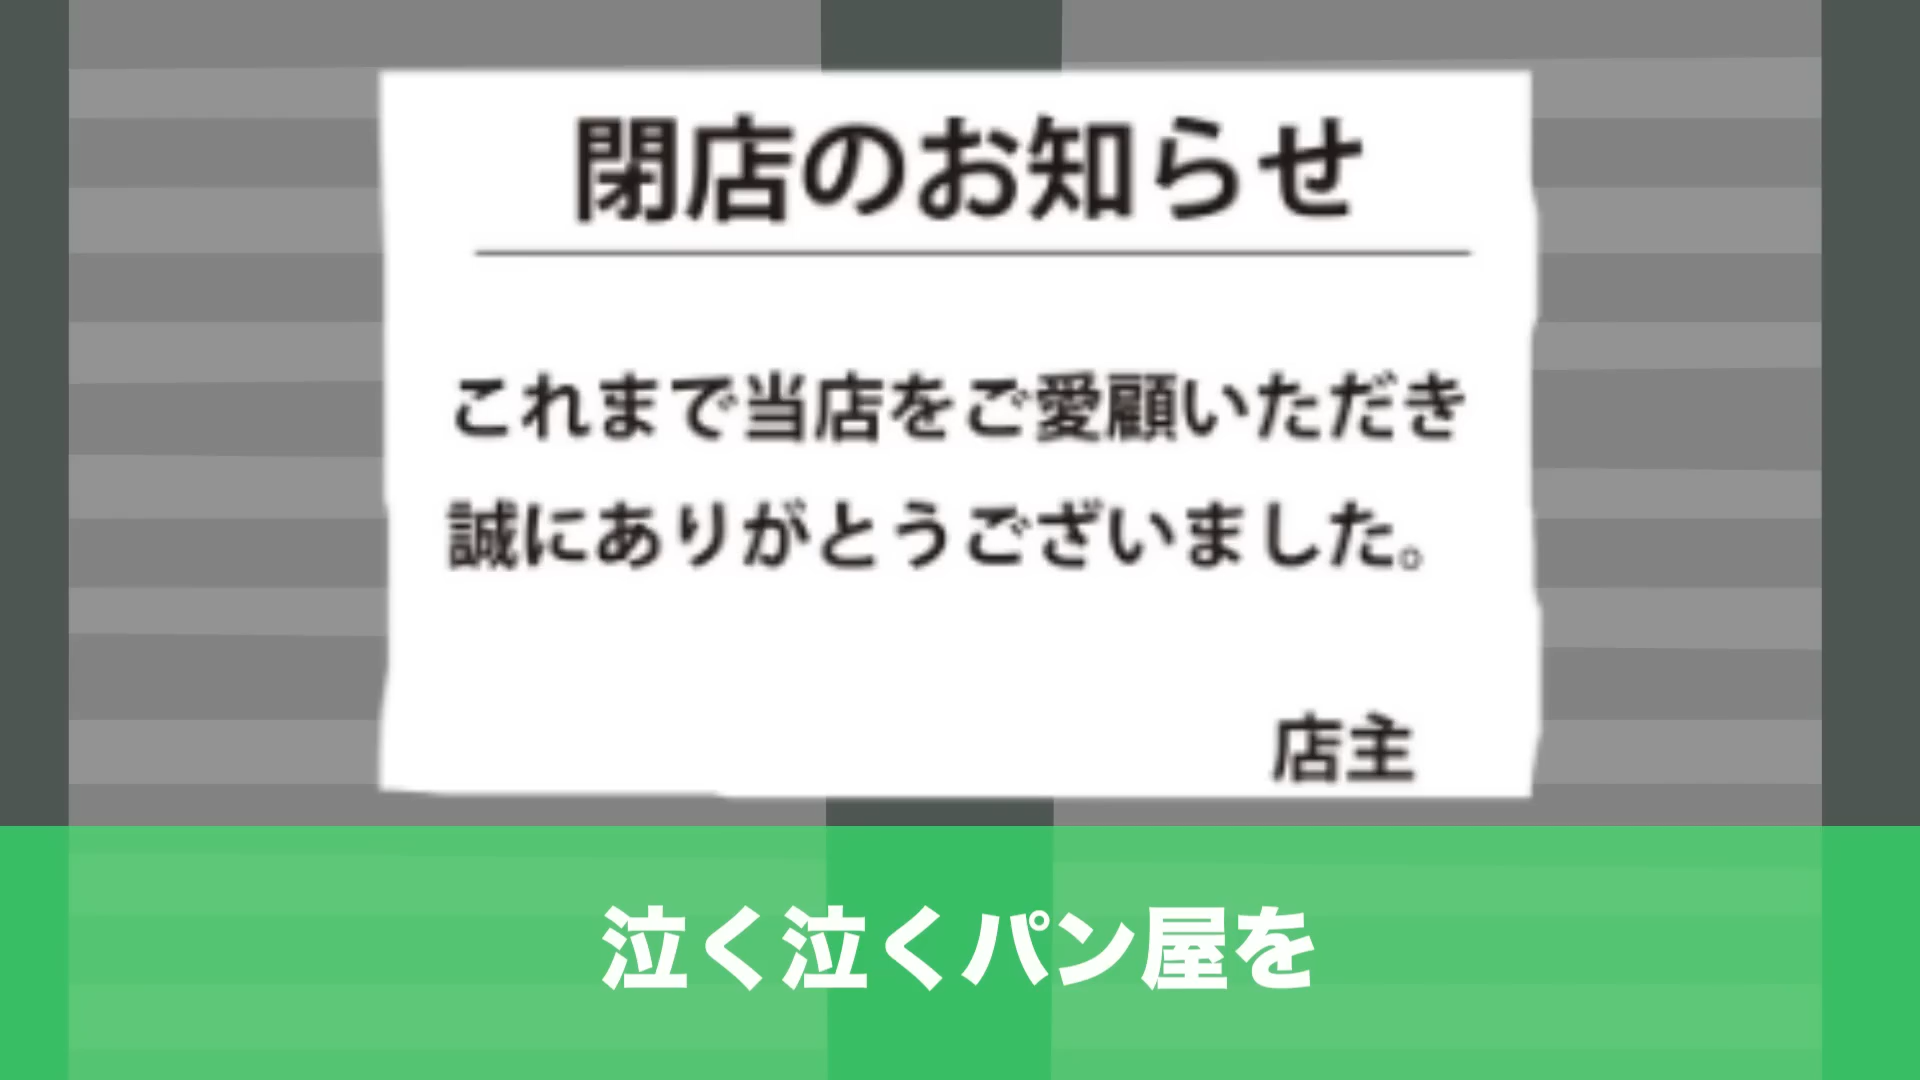 閉店のお知らせ
これまで当店をご愛顧いただき
誠にありがとうございました。
店主
泣く泣くパン屋を